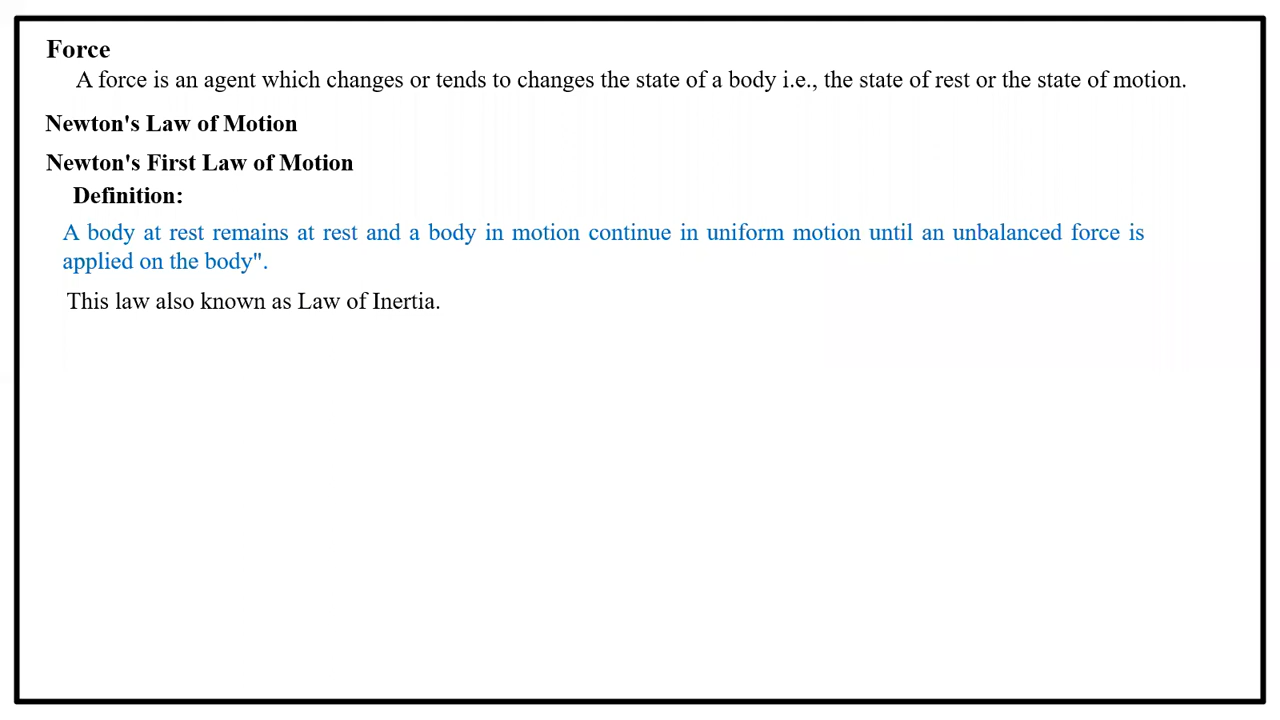 Force
A force is an agent which changes or tends to changes the state of a body i.e., the state of rest or the state of motion.
Newton's Law of Motion
Newton's First Law of Motion
Definition:
A body at rest remains at rest and a body in motion continue in uniform motion until an unbalanced force is
applied on the body".
This law also known as Law of Inertia.